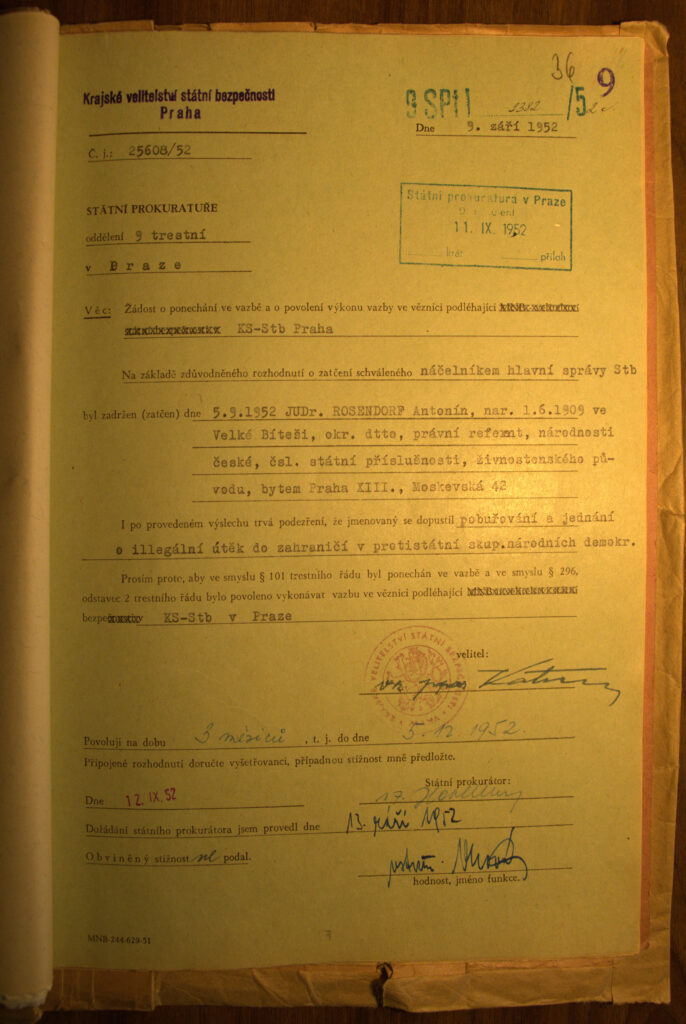 36 9
Krajské velitelství státní bezpečnosti
Praha
9 SPt I 1382 /52
Dne 9. září 1952
Č. j.: 25608/52
STÁTNÍ PROKURATUŘE
oddělení 9 trestní
v Praze
Státní prokuratura v Praze
11. IX. 1952
krát příloh
Věc: Žádost o ponechání ve vazbě a o povolení výkonu vazby ve věznici podléhající
KS-Stb Praha
Na základě zdůvodněného rozhodnutí o zatčení schváleného náčelníkem hlavní správy Stb
byl zadržen (zatčen) dne 5.9.1952 JUDr. ROSENDORF Antonín, nar. 1.6.1909 ve
Velké Bíteši, okr. dtto, právní referent, národnosti
české, čsl. státní příslušnosti, živnostenského pů-
vodu, bytem Praha XIII., Moskevská 42
I po provedeném výslechu trvá podezření, že jmenovaný se dopustil pobuřování a jednání
o illegální útěk do zahraničí v protistátní skup.národních demokr.
Prosím proto, aby ve smyslu § 101 trestního řádu byl ponechán ve vazbě a ve smyslu § 296,
odstavec 2 trestního řádu bylo povoleno vykonávat vazbu ve věznici podléhající
KS-Stb v Praze
velitel:
Povoluji na dobu 3 měsíců , t. j. do dne 5. 12. 1952.
Připojené rozhodnutí doručte vyšetřovanci, případnou stížnost mně předložte.
Státní prokurátor:
Dne 12. IX. 52
Dožádání státního prokurátora jsem provedl dne 13. září 1952
Obviněný stížnost ne podal.
hodnost, jméno funkce.
MNB-244-629-51